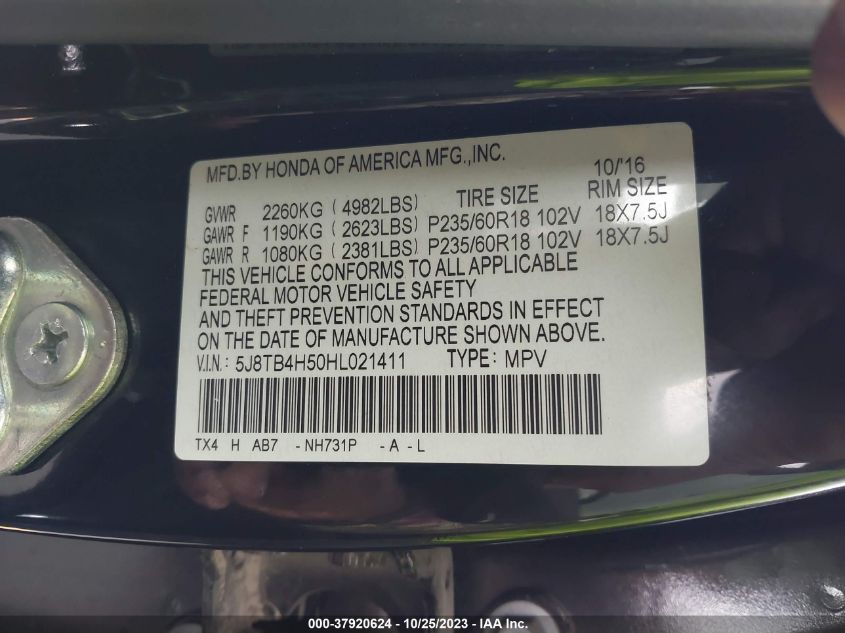 MFD.BY HONDA OF AMERICA MFG.,INC. 10/'16
GVWR 2260KG ( 4982LBS) TIRE SIZE RIM SIZE
GAWR F 1190KG ( 2623LBS) P235/60R18 102V 18X7.5J
GAWR R 1080KG ( 2381LBS) P235/60R18 102V 18X7.5J
THIS VEHICLE CONFORMS TO ALL APPLICABLE
FEDERAL MOTOR VEHICLE SAFETY
AND THEFT PREVENTION STANDARDS IN EFFECT
ON THE DATE OF MANUFACTURE SHOWN ABOVE.
V.I.N.: 5J8TB4H50HL021411 TYPE: MPV
TX4 H AB7 -NH731P -A-L
000-37920624 - 10/25/2023 - IAA Inc.